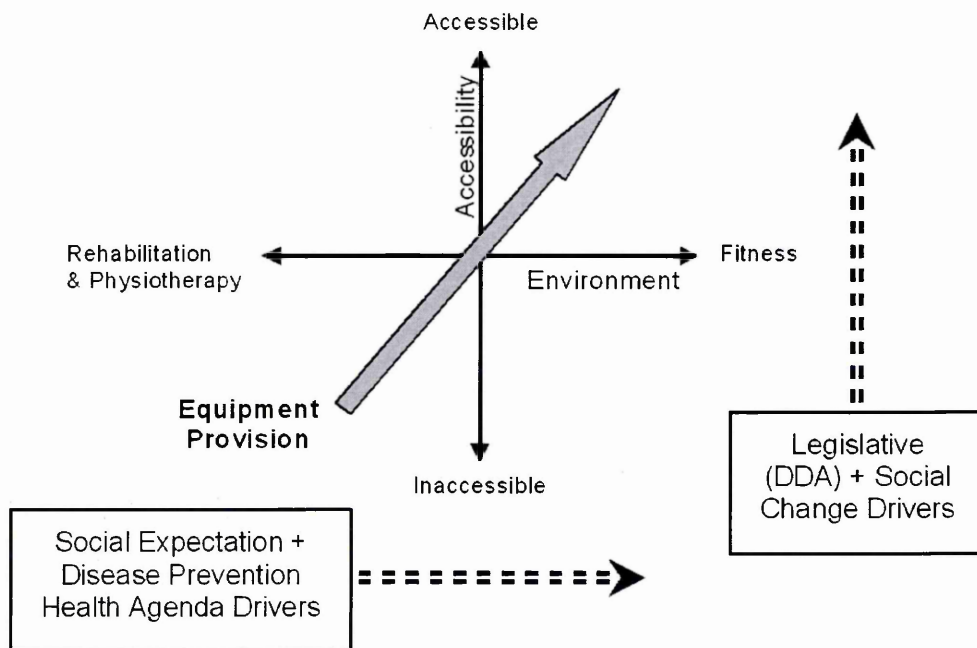 Accessible
Accessibility
Rehabilitation
& Physiotherapy
Environment
Fitness
Equipment
Provision
Inaccessible
Legislative
(DDA) + Social
Change Drivers
Social Expectation +
Disease Prevention
Health Agenda Drivers